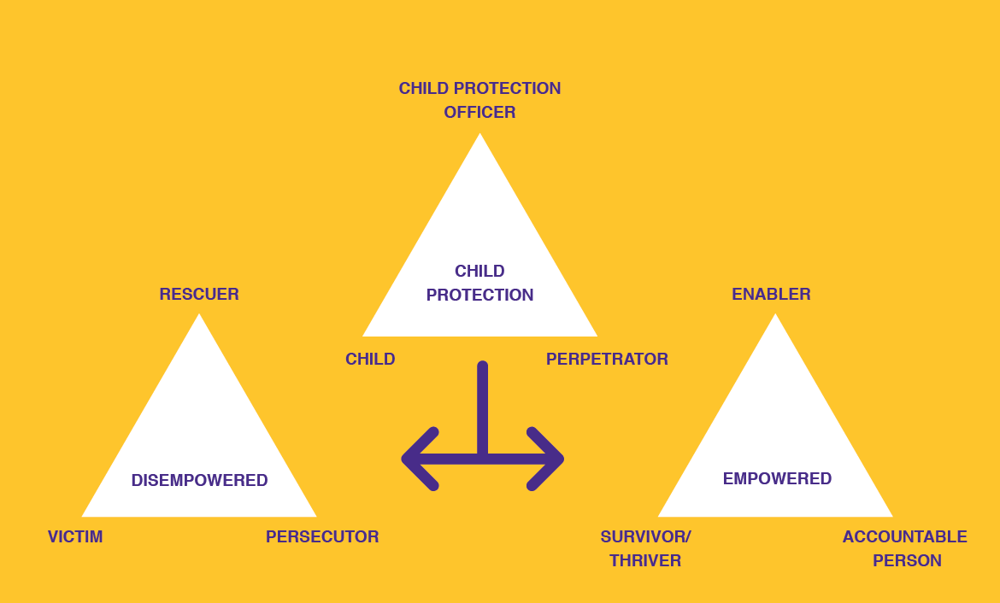 CHILD PROTECTION
OFFICER
CHILD
PROTECTION
CHILD
PERPETRATOR
RESCUER
DISEMPOWERED
VICTIM
PERSECUTOR
ENABLER
EMPOWERED
SURVIVOR/
THRIVER
ACCOUNTABLE
PERSON